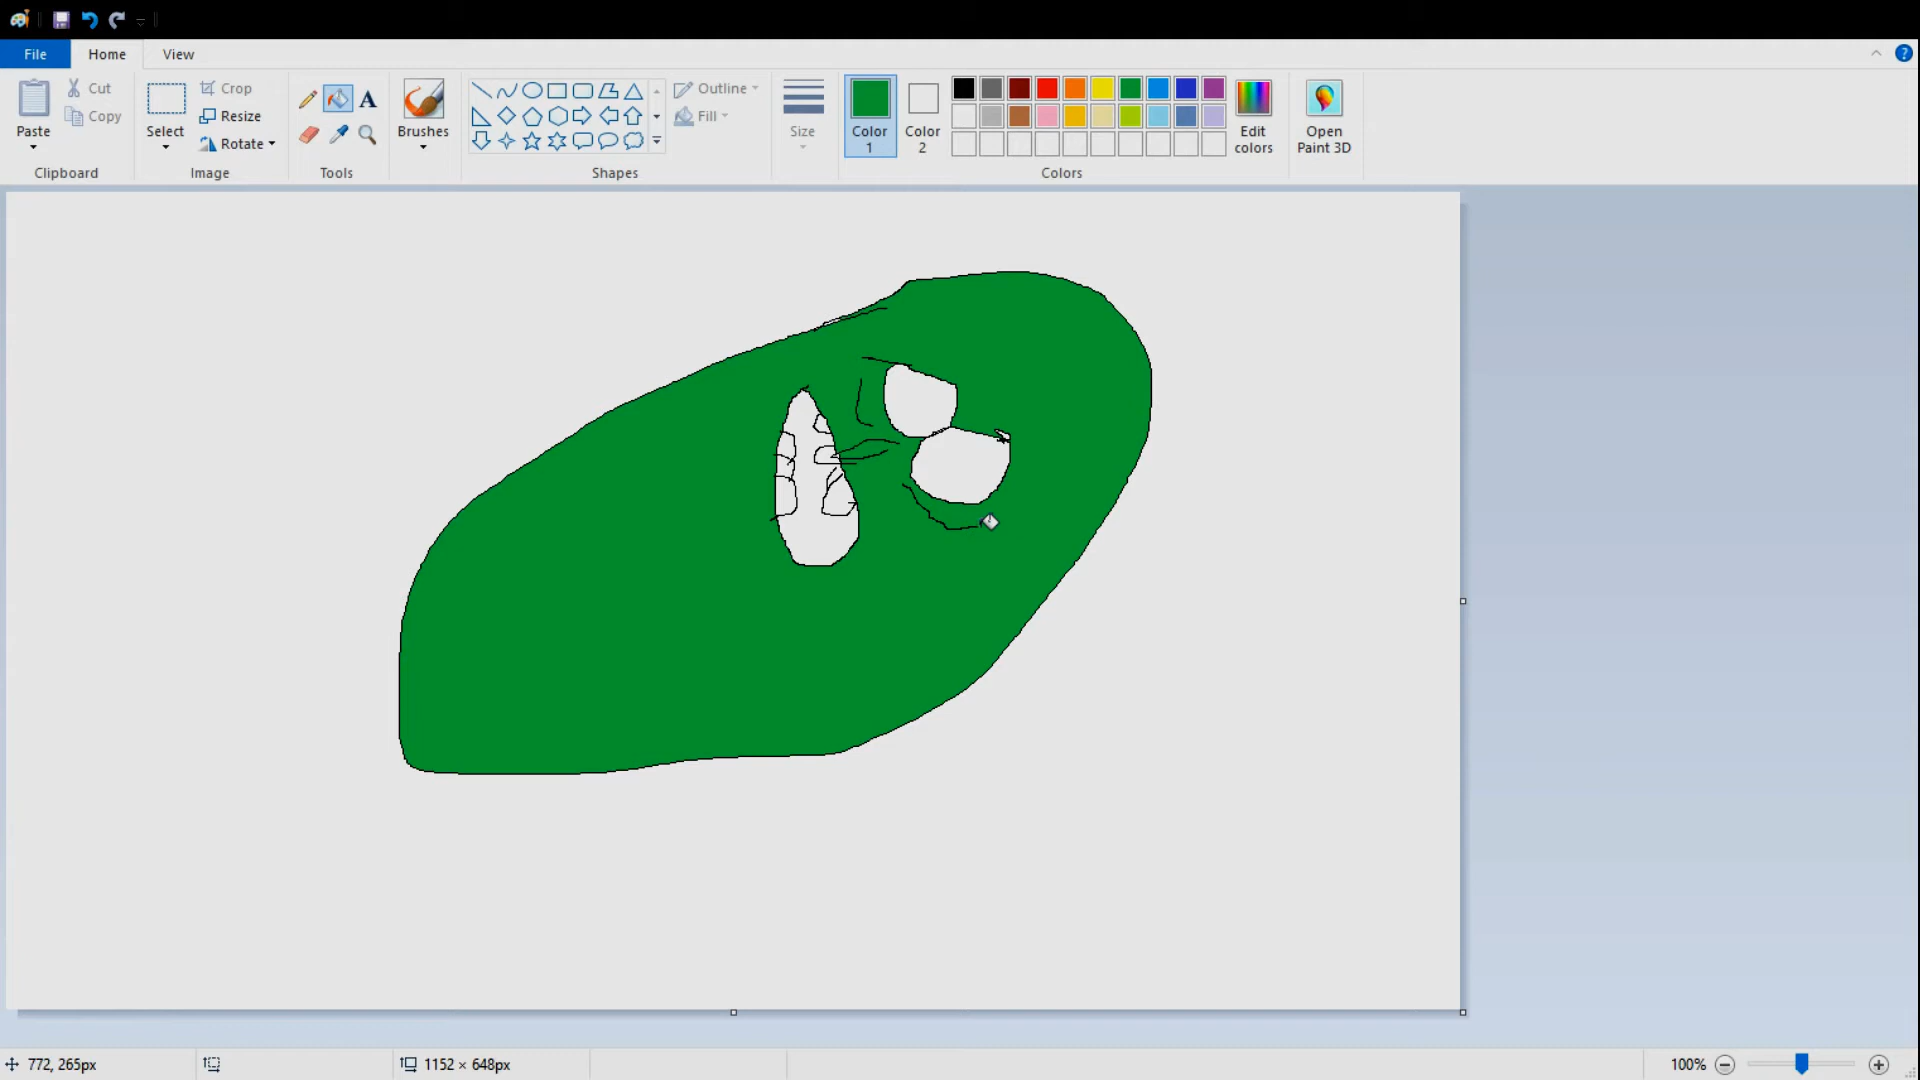 File Home View
Paste
Cut
Copy
Clipboard
Select
Crop
Resize
Rotate
Image
A
Tools
Brushes
Outline
Fill
Shapes
Size
Color
1
Color
2
Edit
colors
Colors
Open
Paint 3D
?
772, 265px
1152 × 648px
100%